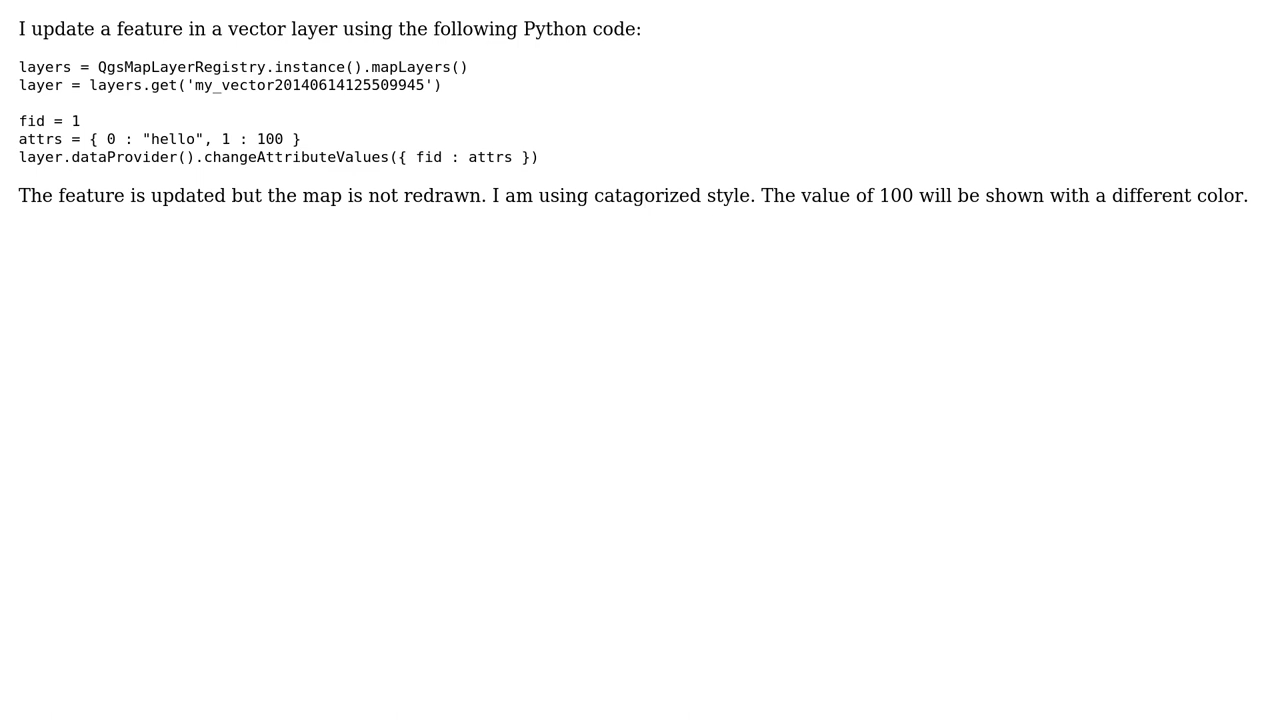 I update a feature in a vector layer using the following Python code:
layers = QgsMapLayerRegistry.instance().mapLayers()
layer = layers.get('my_vector20140614125509945')
fid = 1
attrs = { 0 : "hello", 1 : 100 }
layer.dataProvider().changeAttributeValues({ fid : attrs })
The feature is updated but the map is not redrawn. I am using catagorized style. The value of 100 will be shown with a different color.